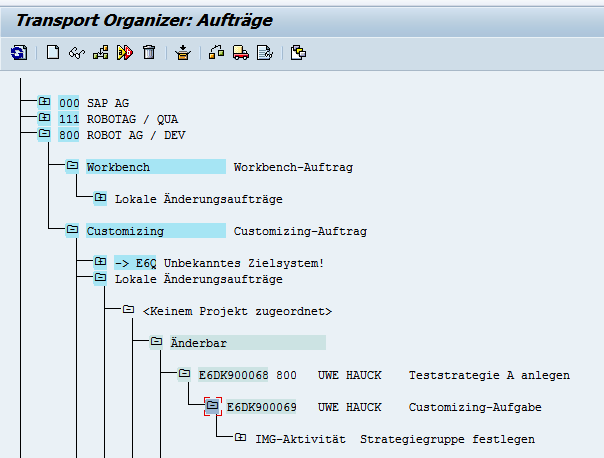 Transport Organizer: Aufträge
000 SAP AG
111 ROBOTAG / QUA
800 ROBOT AG / DEV
Workbench Workbench-Auftrag
Lokale Änderungsaufträge
Customizing Customizing-Auftrag
-> E6Q Unbekanntes Zielsystem!
Lokale Änderungsaufträge
<Keinem Projekt zugeordnet>
Änderbar
E6DK900068 800 UWE HAUCK Teststrategie A anlegen
E6DK900069 UWE HAUCK Customizing-Aufgabe
IMG-Aktivität Strategiegruppe festlegen